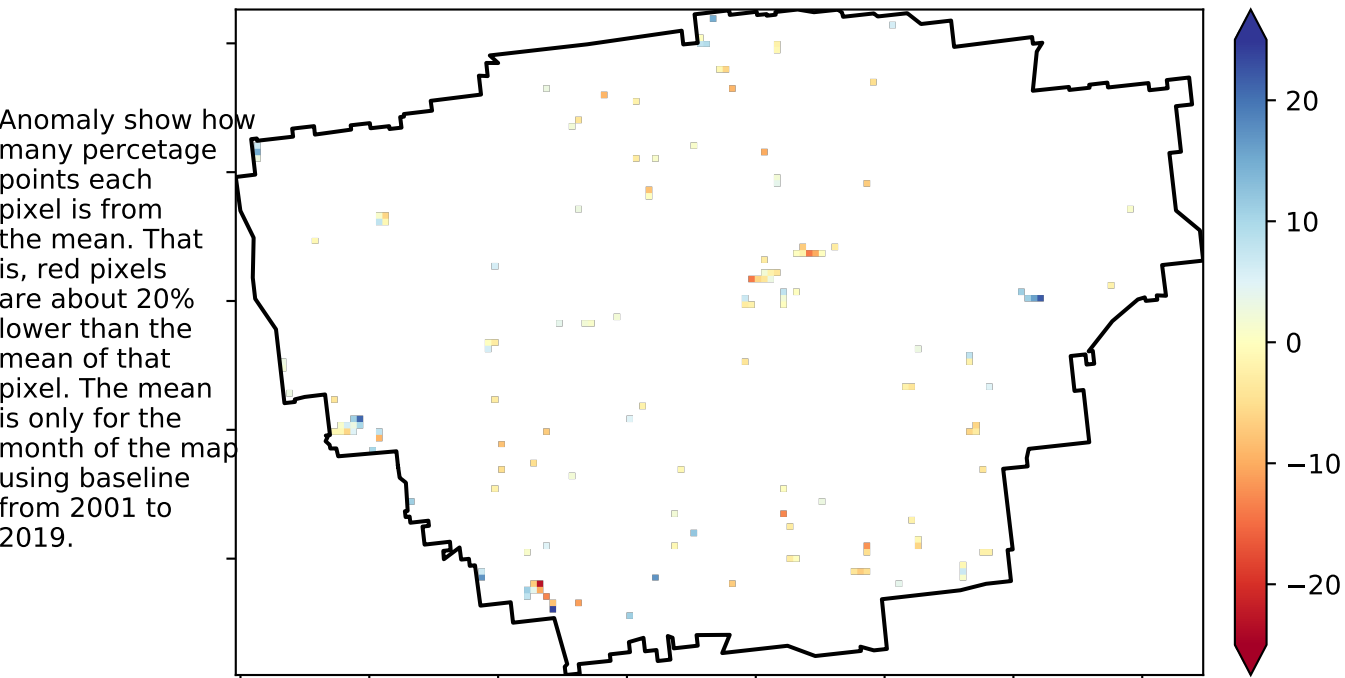 Anomaly show how
many percetage
points each
pixel is from
the mean. That
is, red pixels
are about 20%
lower than the
mean of that
pixel. The mean
is only for the
month of the map
using baseline
from 2001 to
2019.
20
10
0
−10
−20